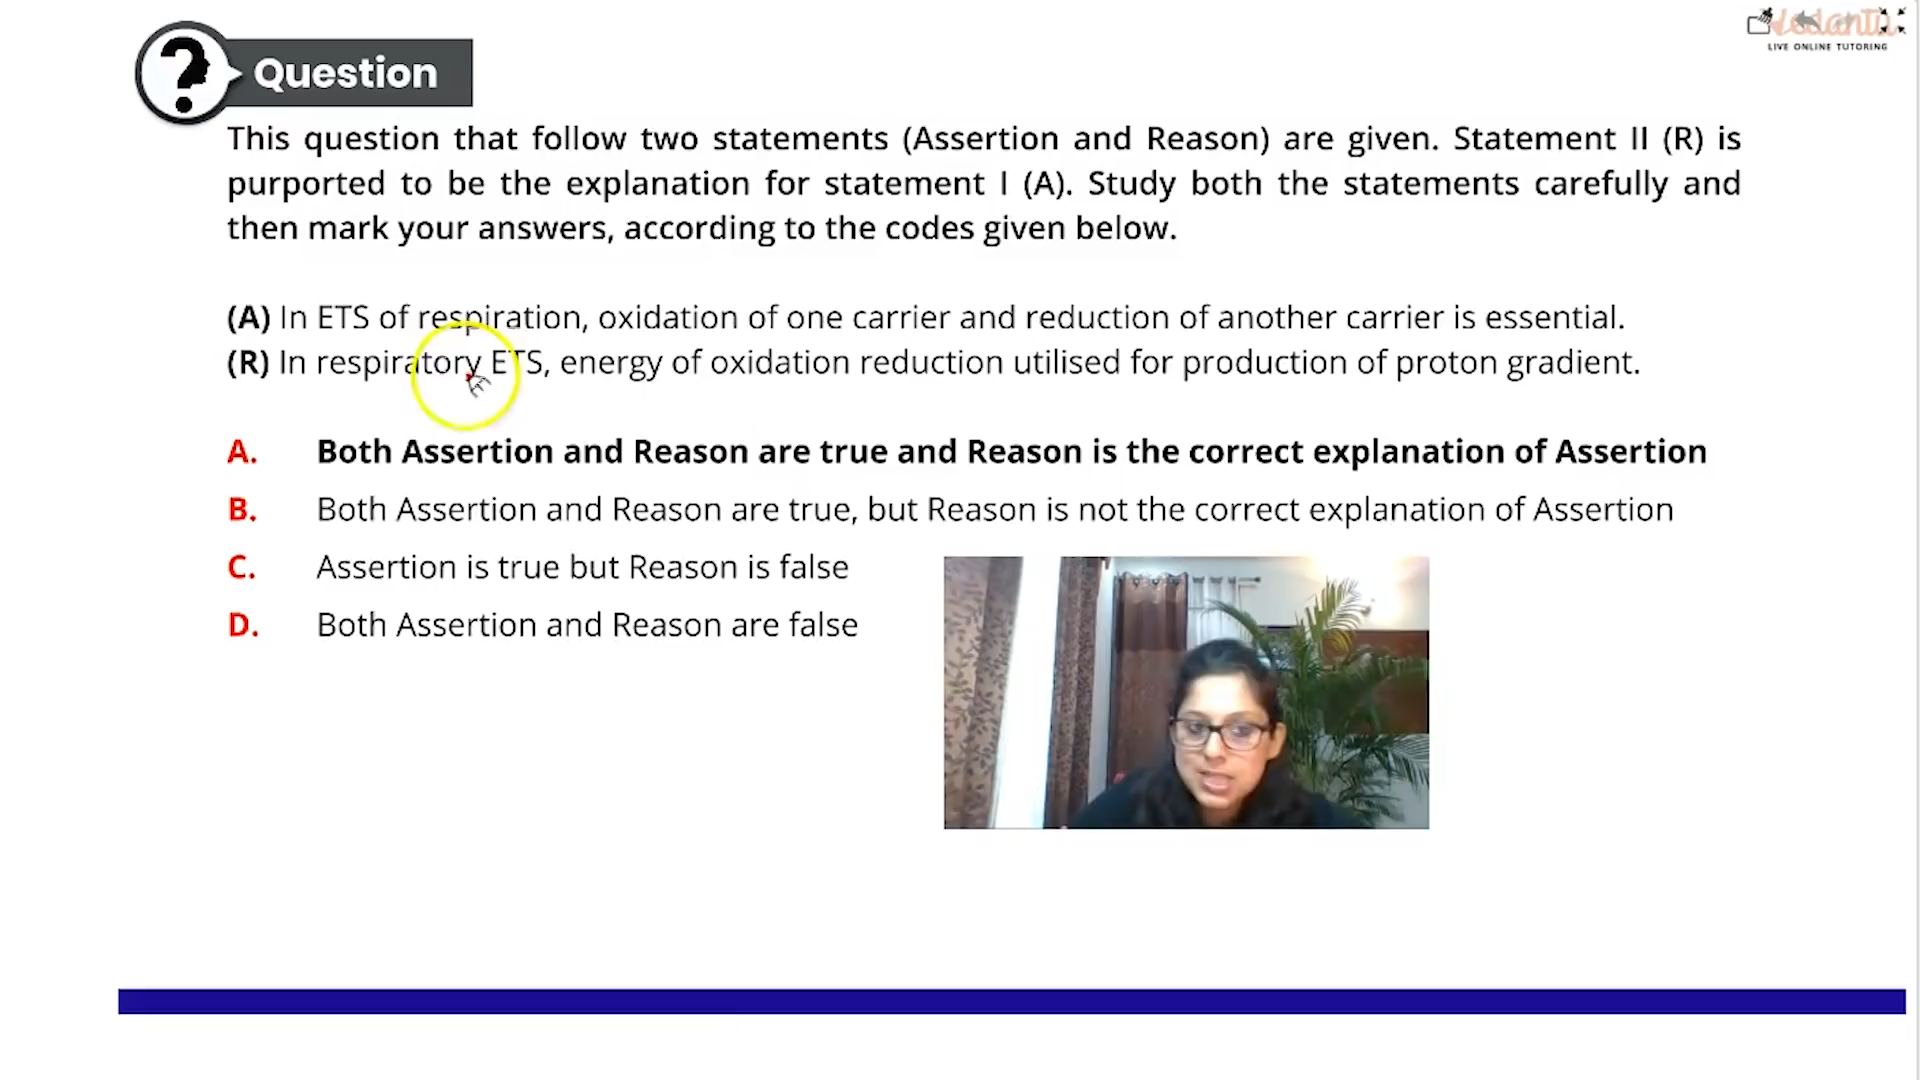 Vedantu
LIVE ONLINE TUTORING
Question
This question that follow two statements (Assertion and Reason) are given. Statement II (R) is
purported to be the explanation for statement I (A). Study both the statements carefully and
then mark your answers, according to the codes given below.
(A) In ETS of respiration, oxidation of one carrier and reduction of another carrier is essential.
(R) In respiratory ETS, energy of oxidation reduction utilised for production of proton gradient.
A. Both Assertion and Reason are true and Reason is the correct explanation of Assertion
B. Both Assertion and Reason are true, but Reason is not the correct explanation of Assertion
C. Assertion is true but Reason is false
D. Both Assertion and Reason are false